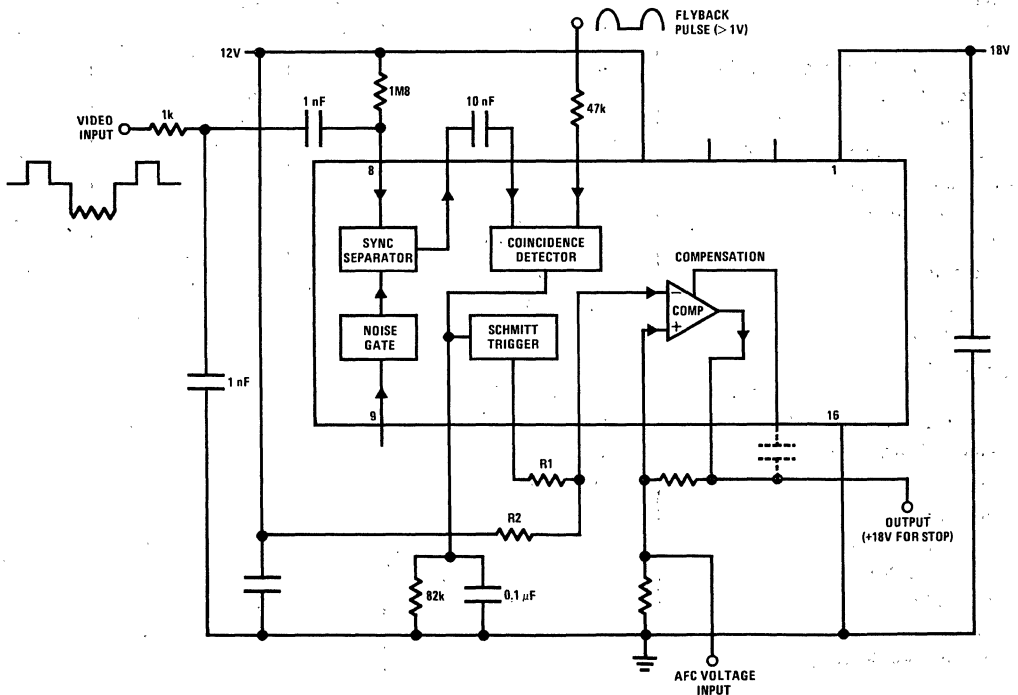 FLYBACK
PULSE (> 1V)
12V
18V
1M8
1 nF
10 nF
47k
1k
VIDEO
INPUT
8
1
SYNC
SEPARATOR
COINCIDENCE
DETECTOR
COMPENSATION
−
COMP
+
NOISE
GATE
SCHMITT
TRIGGER
1 nF
9
16
R1
R2
OUTPUT
(+18V FOR STOP)
82k
0.1 µF
AFC VOLTAGE
INPUT